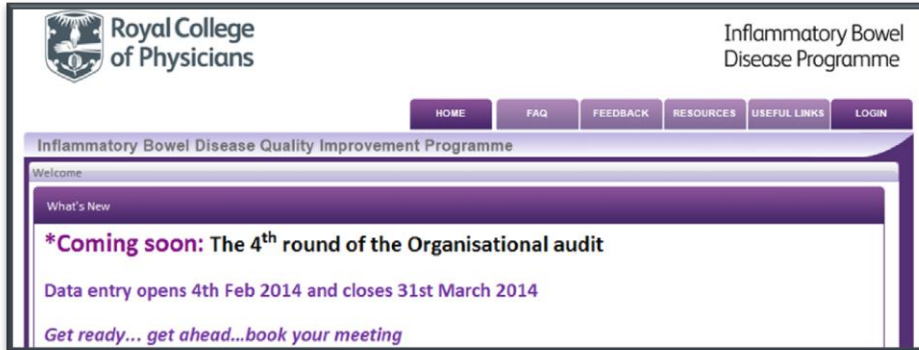 Royal College
of Physicians
Inflammatory Bowel
Disease Programme
HOME FAQ FEEDBACK RESOURCES USEFUL LINKS LOGIN
Inflammatory Bowel Disease Quality Improvement Programme
Welcome
What's New
*Coming soon: The 4th round of the Organisational audit
Data entry opens 4th Feb 2014 and closes 31st March 2014
Get ready... get ahead...book your meeting